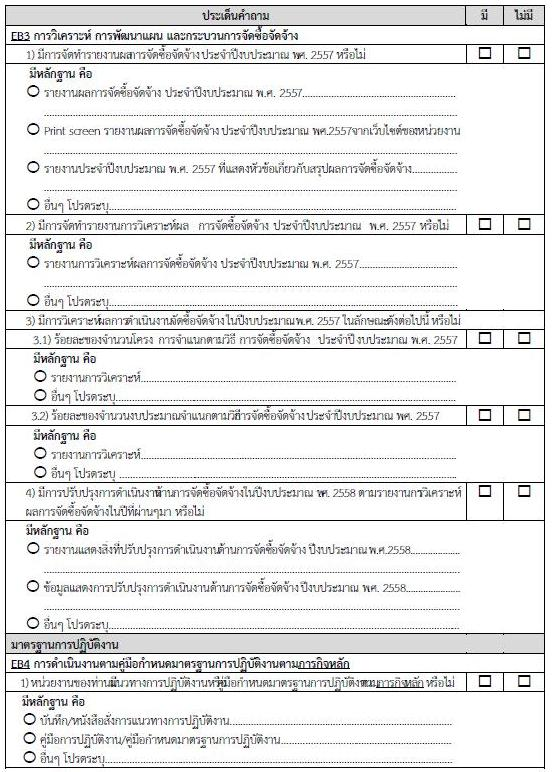 ประเด็นคำถาม มี ไม่มี
EB3 การวิเคราะห์ การพัฒนาแผน และกระบวนการจัดซื้อจัดจ้าง
1) มีการจัดทำรายงานผลการจัดซื้อจัดจ้าง ประจำปีงบประมาณ พ.ศ. 2557 หรือไม่
มีหลักฐาน คือ
รายงานผลการจัดซื้อจัดจ้าง ประจำปีงบประมาณ พ.ศ. 2557
Print screen รายงานผลการจัดซื้อจัดจ้าง ประจำปีงบประมาณ พ.ศ.2557จากเว็บไซต์ของหน่วยงาน
รายงานประจำปีงบประมาณ พ.ศ. 2557 ที่แสดงหัวข้อเกี่ยวกับสรุปผลการจัดซื้อจัดจ้าง
อื่นๆ โปรดระบุ
2) มีการจัดทำรายงานการวิเคราะห์ผล การจัดซื้อจัดจ้าง ประจำปีงบประมาณ พ.ศ. 2557 หรือไม่
มีหลักฐาน คือ
รายงานการวิเคราะห์ผลการจัดซื้อจัดจ้าง ประจำปีงบประมาณ พ.ศ. 2557
อื่นๆ โปรดระบุ
3) มีการวิเคราะห์ผลการดำเนินงานจัดซื้อจัดจ้างในปีงบประมาณพ.ศ. 2557 ในลักษณะดังต่อไปนี้ หรือไม่
3.1) ร้อยละของจำนวนโครง การจำแนกตามวิธี การจัดซื้อจัดจ้าง ประจำปีงบประมาณ พ.ศ. 2557
มีหลักฐาน คือ
รายงานการวิเคราะห์
อื่นๆ โปรดระบุ
3.2) ร้อยละของจำนวนงบประมาณจำแนกตามวิธีการจัดซื้อจัดจ้าง ประจำปีงบประมาณ พ.ศ. 2557
มีหลักฐาน คือ
รายงานการวิเคราะห์
อื่นๆ โปรดระบุ
4) มีการปรับปรุงการดำเนินงานด้านการจัดซื้อจัดจ้างในปีงบประมาณ พ.ศ. 2558 ตามรายงานการวิเคราะห์
ผลการจัดซื้อจัดจ้างในปีที่ผ่านๆมา หรือไม่
มีหลักฐาน คือ
รายงานแสดงสิ่งที่ปรับปรุงการดำเนินงานด้านการจัดซื้อจัดจ้าง ปีงบประมาณ พ.ศ.2558
ข้อมูลแสดงการปรับปรุงการดำเนินงานด้านการจัดซื้อจัดจ้าง ปีงบประมาณ พ.ศ. 2558
อื่นๆ โปรดระบุ
มาตรฐานการปฏิบัติงาน
EB4 การดำเนินงานตามคู่มือกำหนดมาตรฐานการปฏิบัติงานตามภารกิจหลัก
1) หน่วยงานของท่านมีแนวทางการปฏิบัติงานหรือคู่มือกำหนดมาตรฐานการปฏิบัติงานตามภารกิจหลัก หรือไม่
มีหลักฐาน คือ
บันทึก/หนังสือสั่งการแนวทางการปฏิบัติงาน
คู่มือการปฏิบัติงาน/คู่มือกำหนดมาตรฐานการปฏิบัติงาน
อื่นๆ โปรดระบุ